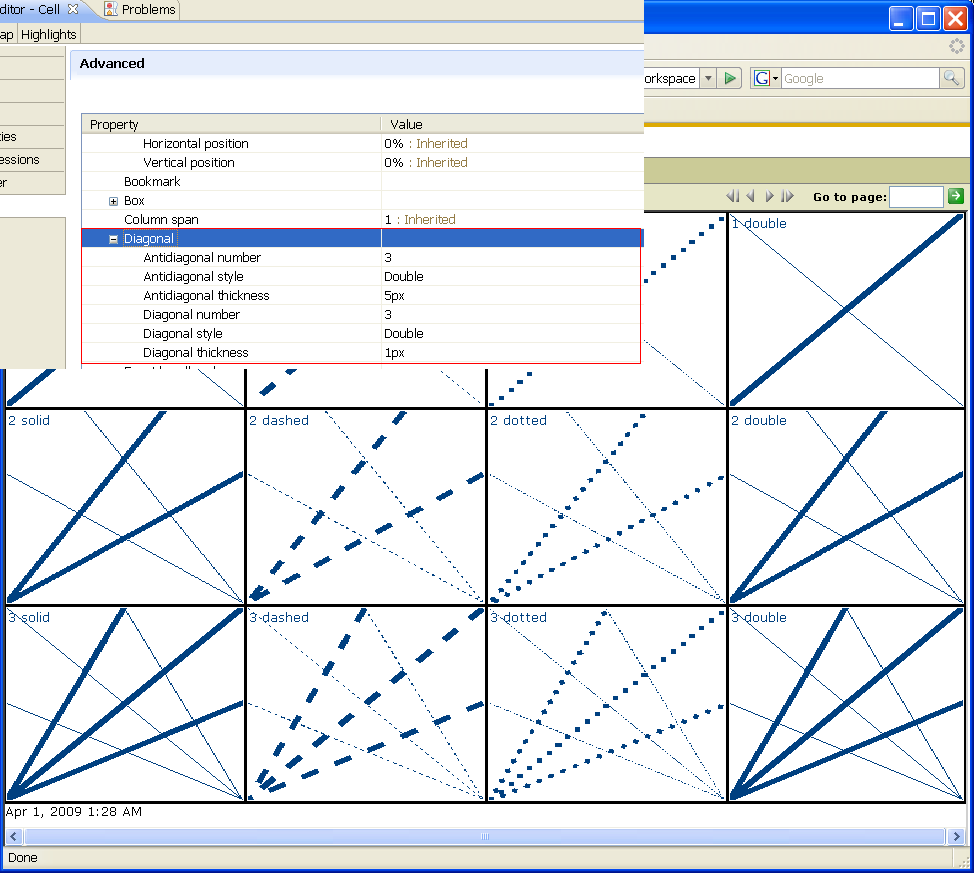 ditor - Cell Problems
ap Highlights
Advanced
Property Value
Horizontal position 0% : Inherited
Vertical position 0% : Inherited
Bookmark
Box
Column span 1 : Inherited
Diagonal
Antidiagonal number 3
Antidiagonal style Double
Antidiagonal thickness 5px
Diagonal number 3
Diagonal style Double
Diagonal thickness 1px
ties
essions
er
orkspace G Google
Go to page:
1 double
2 solid 2 dashed 2 dotted 2 double
3 solid 3 dashed 3 dotted 3 double
Apr 1, 2009 1:28 AM
Done